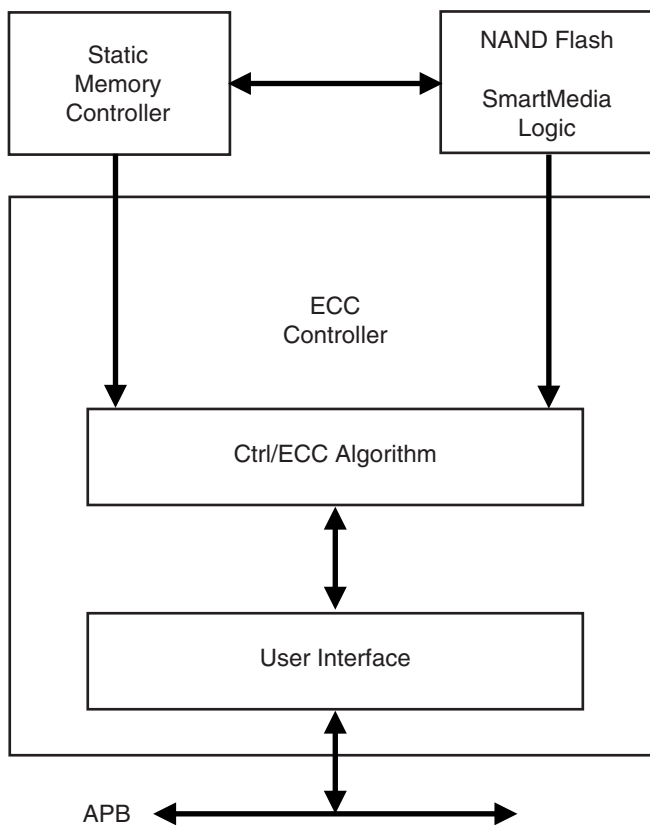 Static
Memory
Controller
NAND Flash
SmartMedia
Logic
ECC
Controller
Ctrl/ECC Algorithm
User Interface
APB